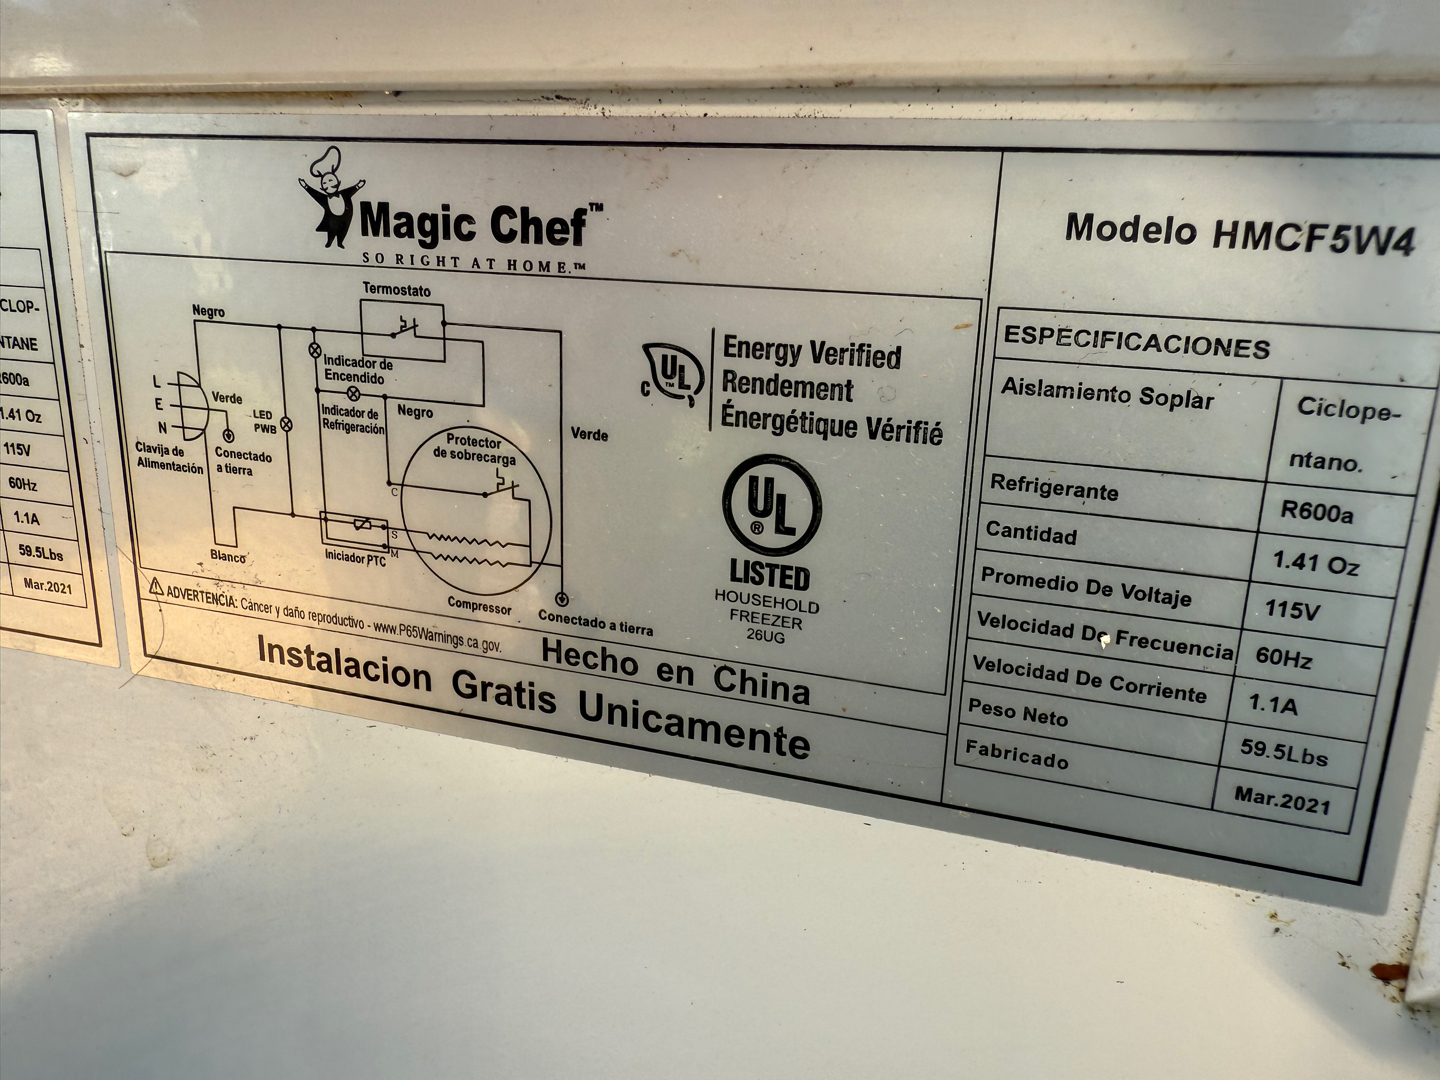 CLOP-
NTANE
R600a
1.41 Oz
115V
60Hz
1.1A
59.5Lbs
Mar.2021
Magic Chef™
SO RIGHT AT HOME.™
Termostato
Negro
Indicador de
Encendido
Indicador de
Refrigeración
Negro
L
E
N
Verde
LED
PWB
Clavija de
Alimentación
Conectado
a tierra
Protector
de sobrecarga
Verde
C
S
M
Blanco
Iniciador PTC
Compressor
Conectado a tierra
C UL™ US
Energy Verified
Rendement
Énergétique Vérifié
UL®
LISTED
HOUSEHOLD
FREEZER
26UG
⚠ ADVERTENCIA: Cáncer y daño reproductivo - www.P65Warnings.ca.gov.
Hecho en China
Instalacion Gratis Unicamente
Modelo HMCF5W4
ESPECIFICACIONES
Aislamiento Soplar Ciclope-
ntano.
Refrigerante R600a
Cantidad 1.41 Oz
Promedio De Voltaje 115V
Velocidad De Frecuencia 60Hz
Velocidad De Corriente 1.1A
Peso Neto 59.5Lbs
Fabricado Mar.2021